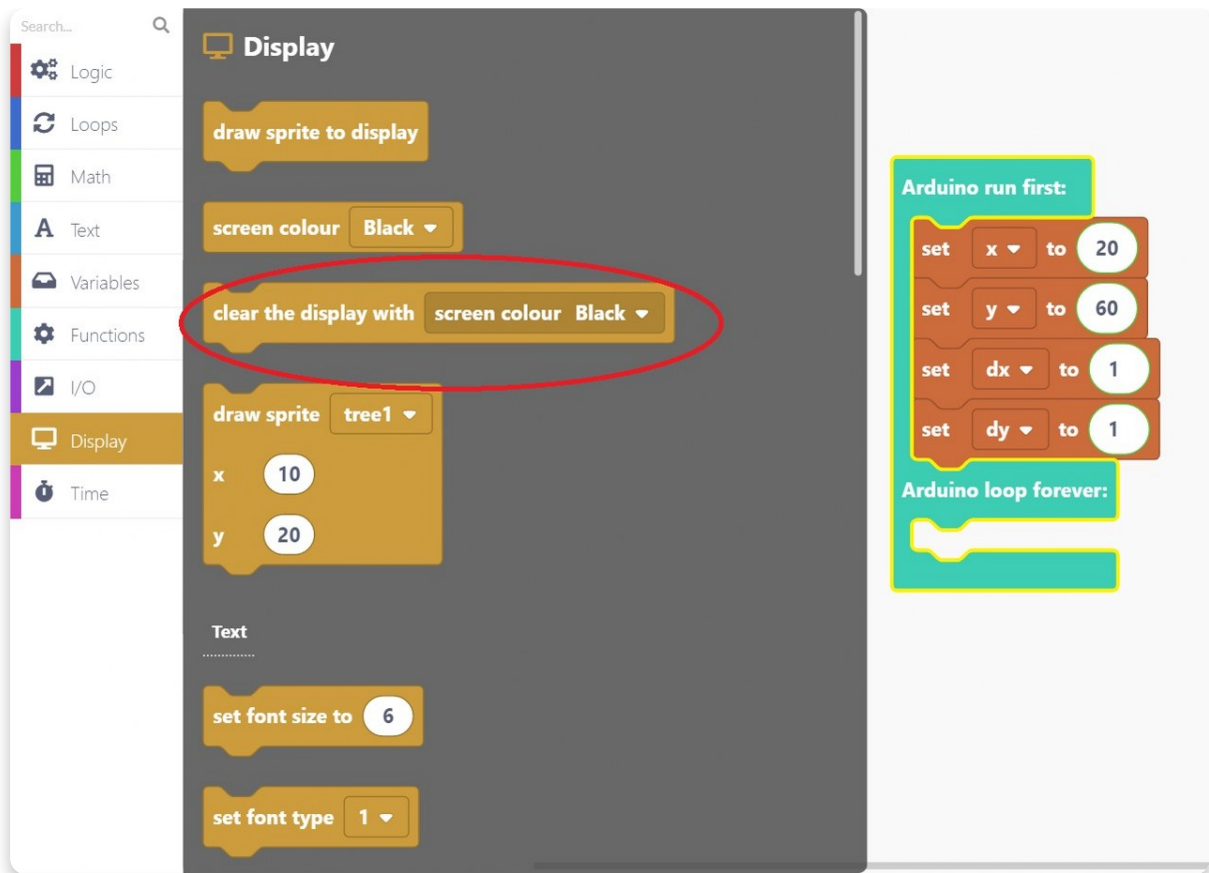 Search...
Logic
Loops
Math
Text
Variables
Functions
I/O
Display
Time
Display
draw sprite to display
screen colour Black
clear the display with screen colour Black
draw sprite tree1
x 10
y 20
Text
set font size to 6
set font type 1
Arduino run first:
set x to 20
set y to 60
set dx to 1
set dy to 1
Arduino loop forever: